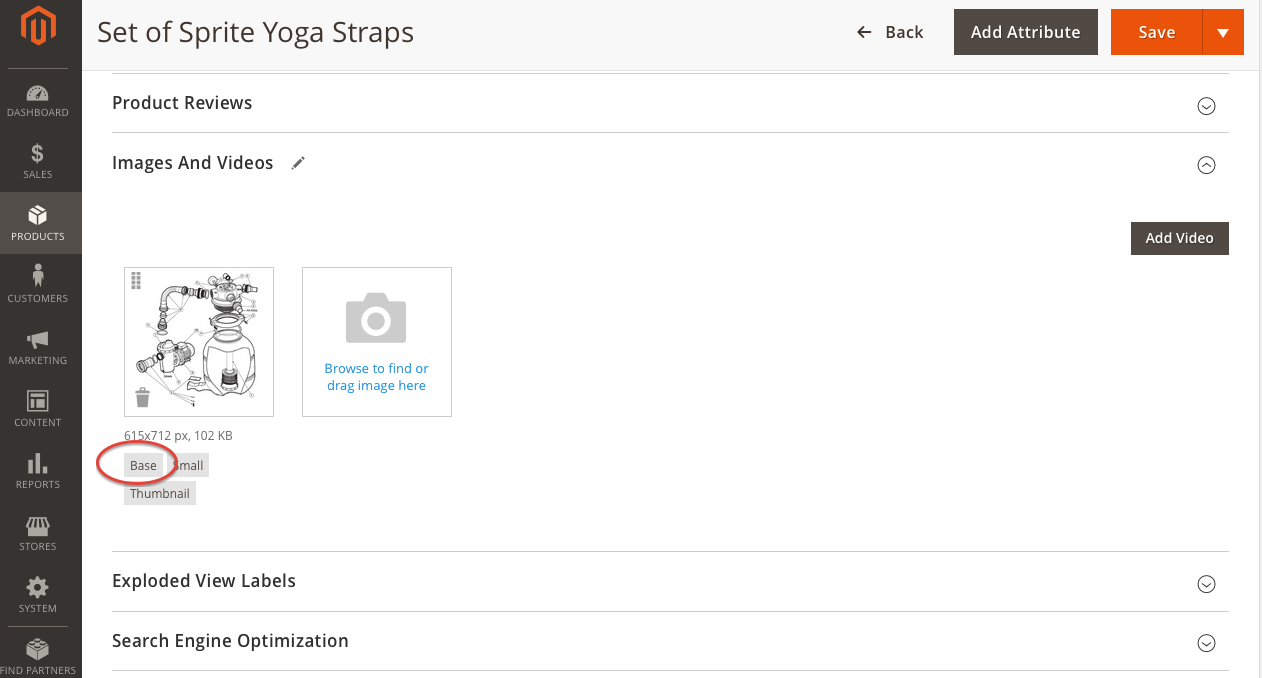 Set of Sprite Yoga Straps
Back
Add Attribute
Save
DASHBOARD
SALES
PRODUCTS
CUSTOMERS
MARKETING
CONTENT
REPORTS
STORES
SYSTEM
FIND PARTNERS
Product Reviews
Images And Videos
Add Video
Browse to find or
drag image here
615x712 px, 102 KB
Base Small
Thumbnail
Exploded View Labels
Search Engine Optimization